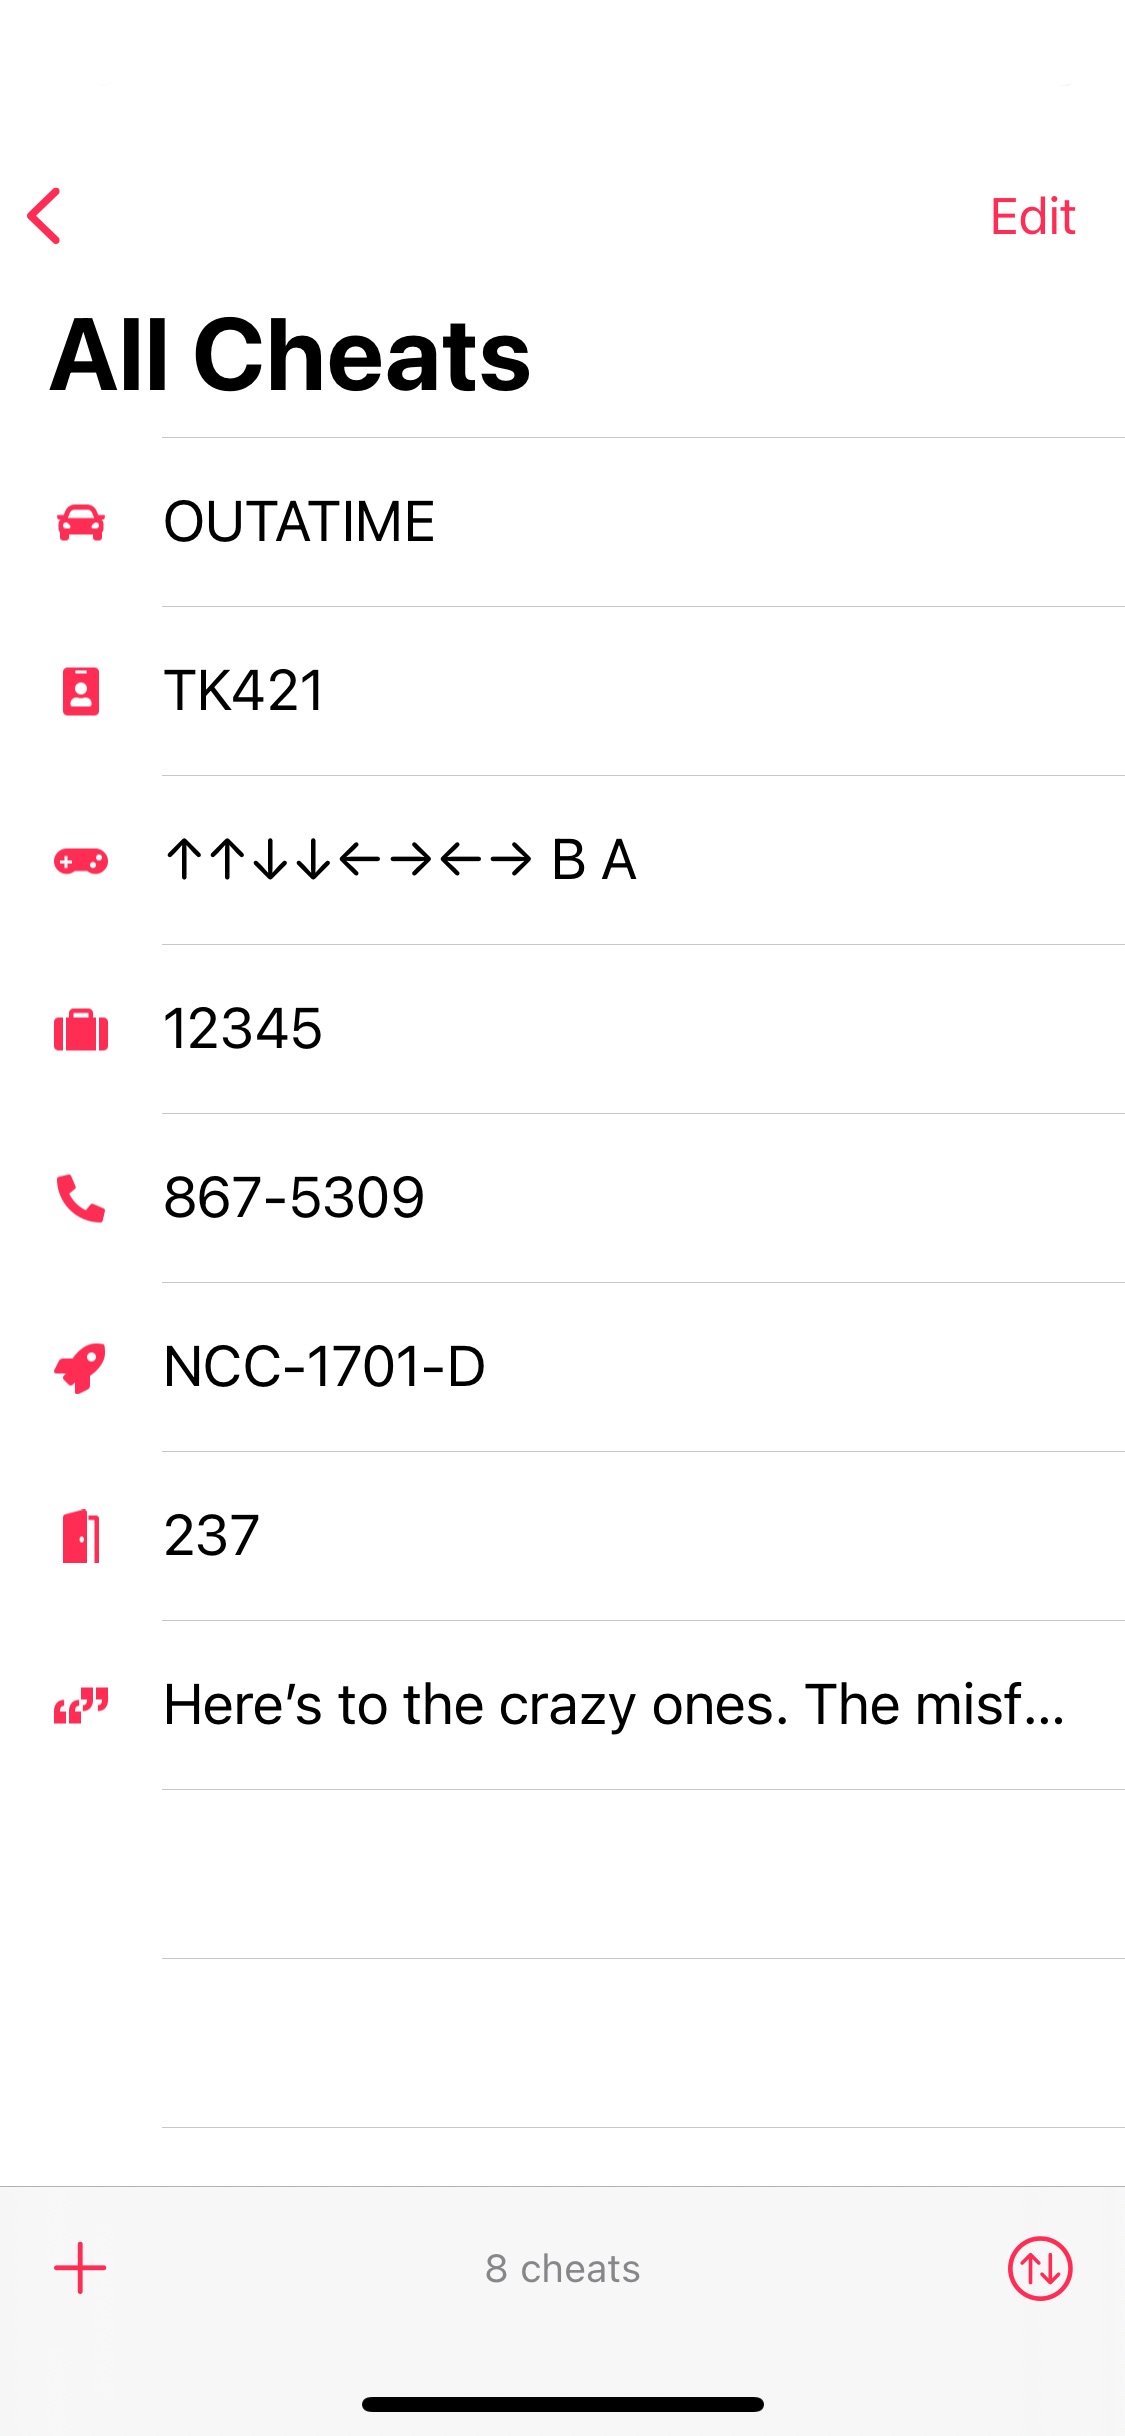 Edit
All Cheats
OUTATIME
TK421
↑↑↓↓←→←→ B A
12345
867-5309
NCC-1701-D
237
Here’s to the crazy ones. The misf...
8 cheats